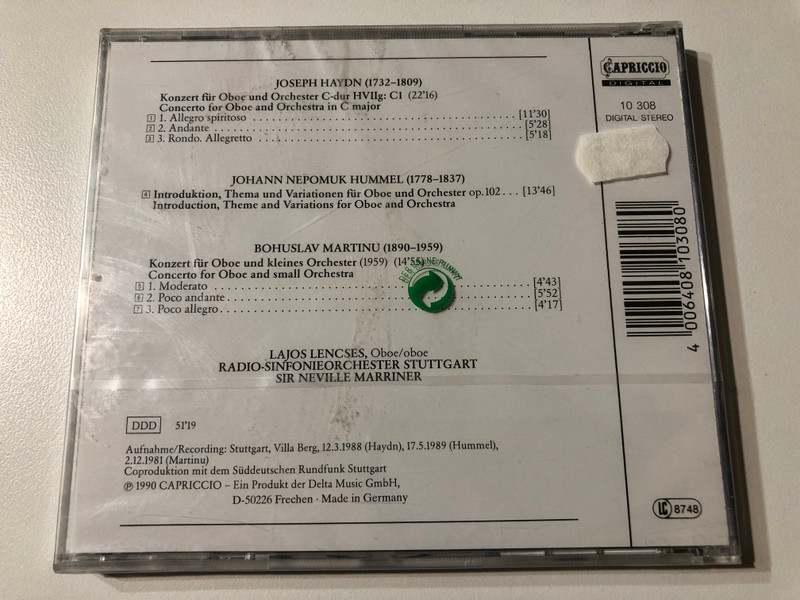 JOSEPH HAYDN (1732–1809)
Konzert für Oboe und Orchester C-dur HVIIg: C1 (22'16)
Concerto for Oboe and Orchestra in C major
1 1. Allegro spiritoso [11'30]
2 2. Andante [5'28]
3 3. Rondo. Allegretto [5'18]
JOHANN NEPOMUK HUMMEL (1778–1837)
4 Introduktion, Thema und Variationen für Oboe und Orchester op.102 [13'46]
Introduction, Theme and Variations for Oboe and Orchestra
BOHUSLAV MARTINU (1890–1959)
Konzert für Oboe und kleines Orchester (1959) (14'55)
Concerto for Oboe and small Orchestra
5 1. Moderato [4'43]
6 2. Poco andante [5'52]
7 3. Poco allegro [4'17]
DER GRÜNE PUNKT
LAJOS LENCSES, Oboe/oboe
RADIO-SINFONIEORCHESTER STUTTGART
SIR NEVILLE MARRINER
DDD 51'19
Aufnahme/Recording: Stuttgart, Villa Berg, 12.3.1988 (Haydn), 17.5.1989 (Hummel),
2.12.1981 (Martinu)
Coproduktion mit dem Süddeutschen Rundfunk Stuttgart
℗ 1990 CAPRICCIO – Ein Produkt der Delta Music GmbH,
D-50226 Frechen · Made in Germany
CAPRICCIO
DIGITAL
10 308
DIGITAL-STEREO
4 006408 103080
LC 8748